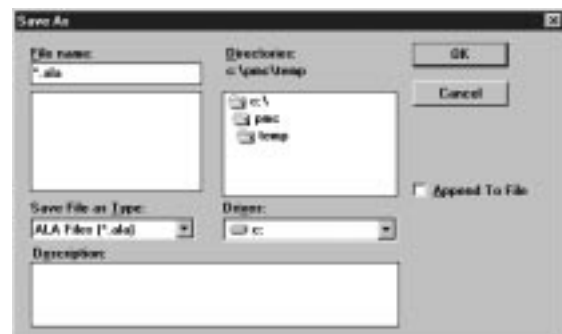 Save As
File name:
*.ala
Directories:
c:\pmc\temp
c:\
pmc
temp
OK
Cancel
Append To File
Save File as Type:
ALA Files (*.ala)
Drives:
c:
Description: